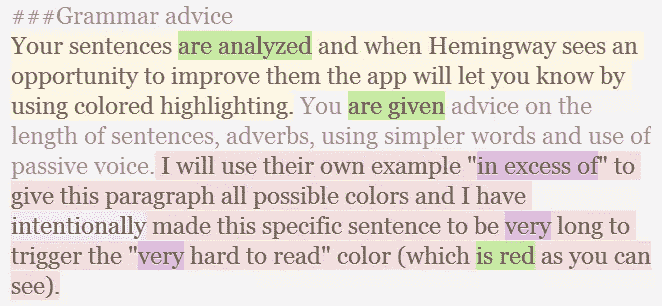 ###Grammar advice
Your sentences are analyzed and when Hemingway sees an
opportunity to improve them the app will let you know by
using colored highlighting. You are given advice on the
length of sentences, adverbs, using simpler words and use of
passive voice. I will use their own example "in excess of" to
give this paragraph all possible colors and I have
intentionally made this specific sentence to be very long to
trigger the "very hard to read" color (which is red as you can
see).